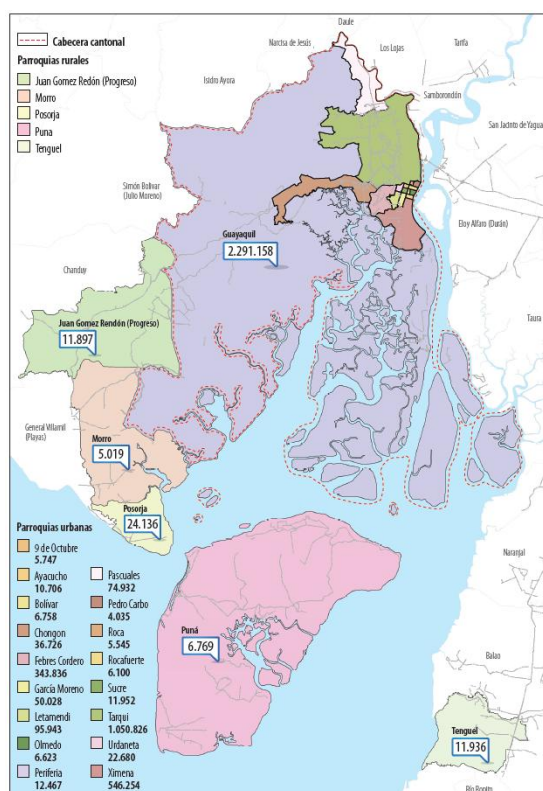 Daule
Cabecera cantonal
Narcisa de Jesús
Los Lojas
Tarifa
Parroquias rurales
Juan Gomez Redón (Progreso)
Morro
Posorja
Puna
Tenguel
Isidro Ayora
Samborondón
San Jacinto de Yagua
Simón Bolívar
(Julio Moreno)
Eloy Alfaro (Durán)
Guayaquil
2.291.158
Chanduy
Taura
Juan Gomez Rendón (Progreso)
11.897
General Villamil
(Playas)
Morro
5.019
Posorja
24.136
Parroquias urbanas
9 de Octubre
5.747
Ayacucho
10.706
Bolívar
6.758
Chongon
36.726
Febres Cordero
343.836
García Moreno
50.028
Letamendi
95.943
Olmedo
6.623
Periferia
12.467
Pascuales
74.932
Pedro Carbo
4.035
Roca
5.545
Rocafuerte
6.100
Sucre
11.952
Tarqui
1.050.826
Urdaneta
22.680
Ximena
546.254
Naranjal
Puná
6.769
Balao
Tenguel
11.936